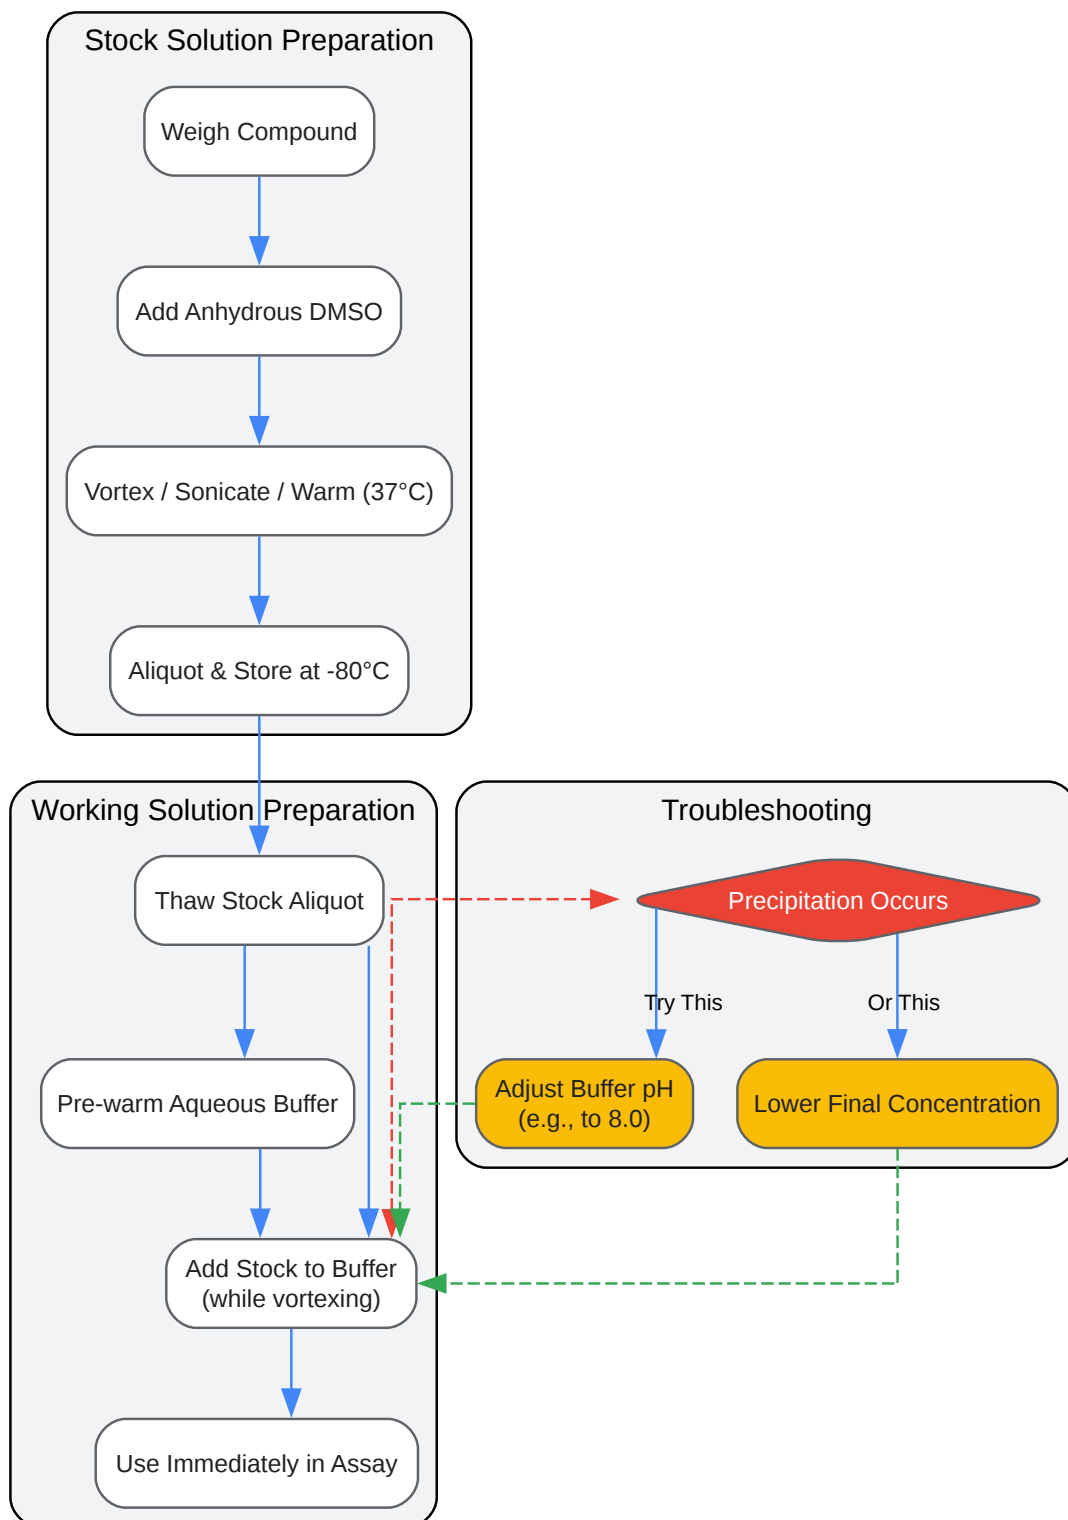 Stock Solution Preparation
Weigh Compound
Add Anhydrous DMSO
Vortex / Sonicate / Warm (37°C)
Aliquot & Store at -80°C
Working Solution Preparation
Thaw Stock Aliquot
Pre-warm Aqueous Buffer
Add Stock to Buffer
(while vortexing)
Use Immediately in Assay
Troubleshooting
Precipitation Occurs
Try This
Or This
Adjust Buffer pH
(e.g., to 8.0)
Lower Final Concentration